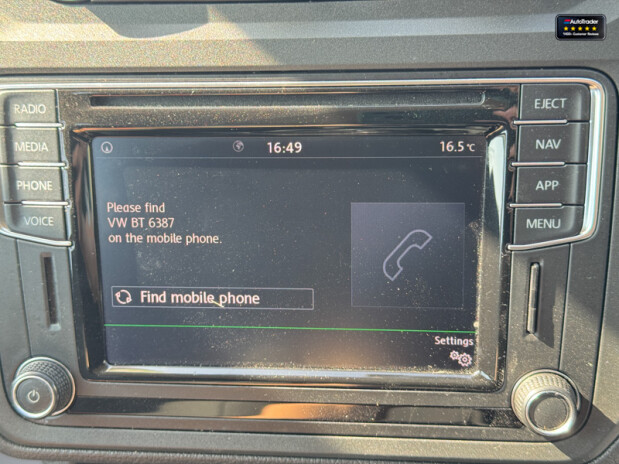 AutoTrader
RADIO
MEDIA
PHONE
VOICE
EJECT
NAV
APP
MENU
16:49
16.5 °C
Please find
VW BT 6387
on the mobile phone.
Find mobile phone
Settings